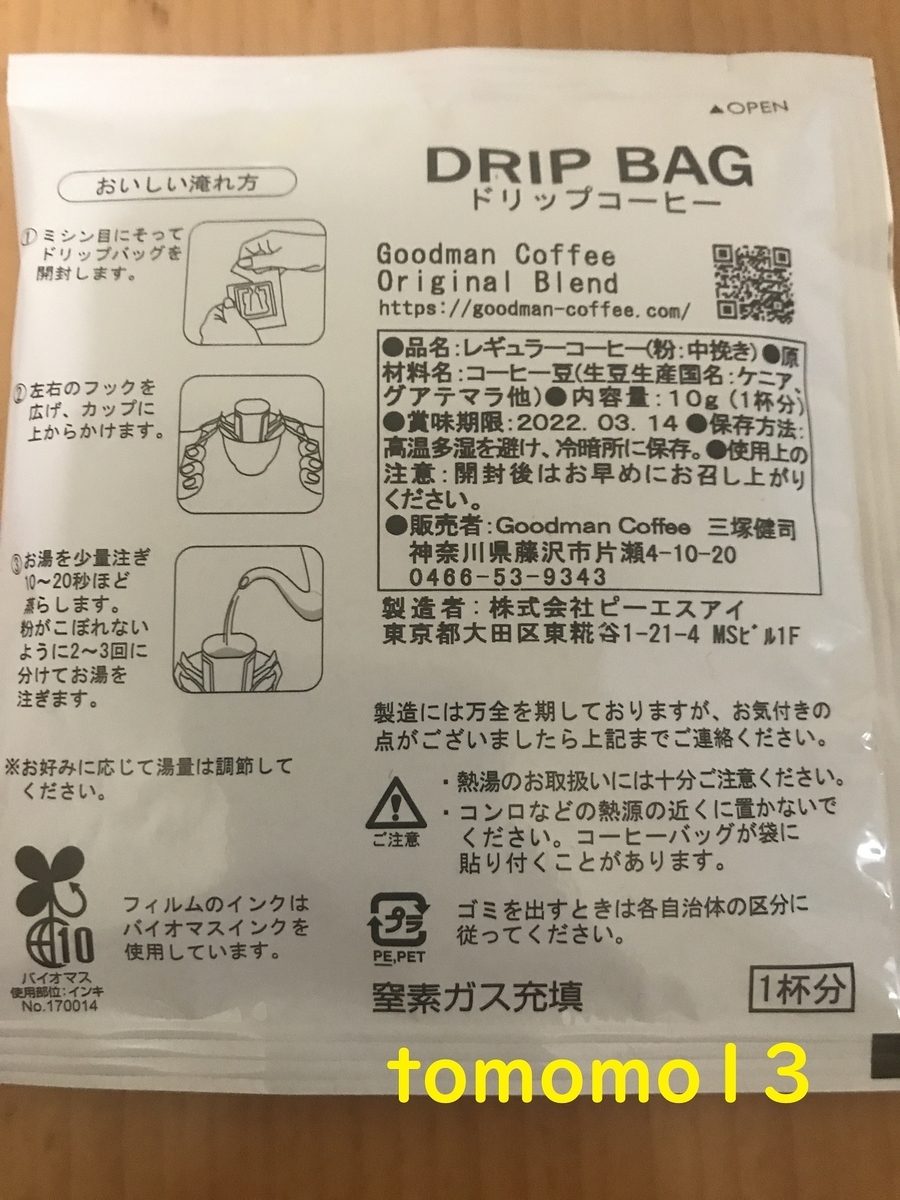 ▲OPEN
DRIP BAG
ドリップコーヒー
おいしい淹れ方
①ミシン目にそって
ドリップバッグを
開封します。
②左右のフックを
広げ、カップに
上からかけます。
③お湯を少量注ぎ
10〜20秒ほど
蒸らします。
粉がこぼれない
ように2〜3回に
分けてお湯を
注ぎます。
※お好みに応じて湯量は調節して
ください。
Goodman Coffee
Original Blend
https://goodman-coffee.com/
●品名:レギュラーコーヒー(粉:中挽き)●原
材料名:コーヒー豆(生豆生産国名:ケニア、
グアテマラ他)●内容量:10g(1杯分)
●賞味期限:2022. 03. 14 ●保存方法:
高温多湿を避け、冷暗所に保存。●使用上の
注意:開封後はお早めにお召し上がり
ください。
●販売者:Goodman Coffee 三塚健司
神奈川県藤沢市片瀬4-10-20
0466-53-9343
製造者:株式会社ピーエスアイ
東京都大田区東糀谷1-21-4 MSビル1F
製造には万全を期しておりますが、お気付きの
点がございましたら上記までご連絡ください。
ご注意
・熱湯のお取扱いには十分ご注意ください。
・コンロなどの熱源の近くに置かないで
ください。コーヒーバッグが袋に
貼り付くことがあります。
プラ
PE,PET
ゴミを出すときは各自治体の区分に
従ってください。
窒素ガス充填
1杯分
10
バイオマス
使用部位:インキ
No.170014
フィルムのインクは
バイオマスインクを
使用しています。
tomomo13